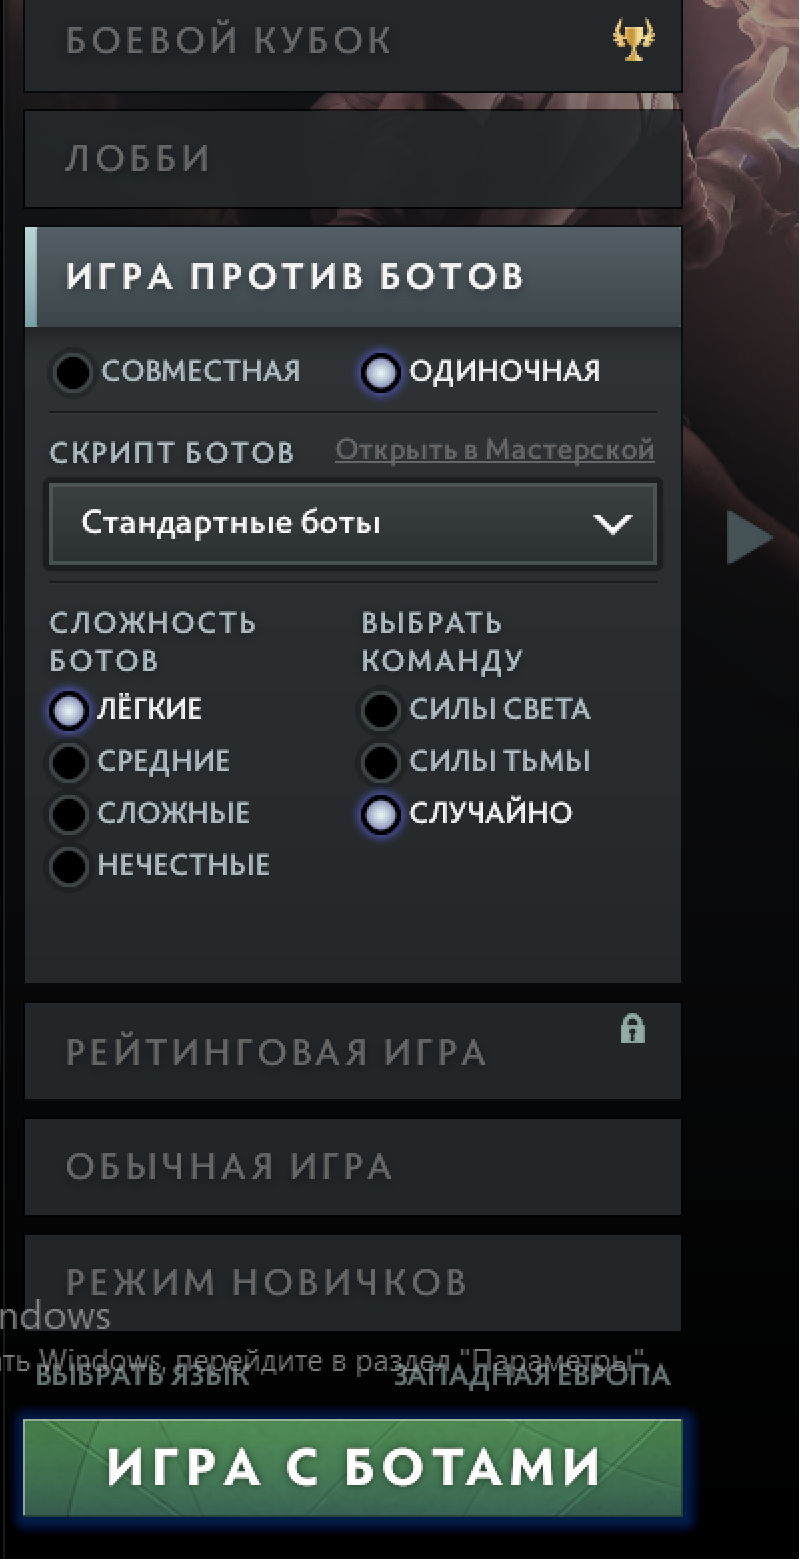 БОЕВОЙ КУБОК
ЛОББИ
ИГРА ПРОТИВ БОТОВ
СОВМЕСТНАЯ ОДИНОЧНАЯ
СКРИПТ БОТОВ Открыть в Мастерской
Стандартные боты
СЛОЖНОСТЬ БОТОВ
ЛЁГКИЕ
СРЕДНИЕ
СЛОЖНЫЕ
НЕЧЕСТНЫЕ
ВЫБРАТЬ КОМАНДУ
СИЛЫ СВЕТА
СИЛЫ ТЬМЫ
СЛУЧАЙНО
РЕЙТИНГОВАЯ ИГРА
ОБЫЧНАЯ ИГРА
РЕЖИМ НОВИЧКОВ
ndows
ть Windows, перейдите в раздел "Параметры".
ВЫБРАТЬ ЯЗЫК ЗАПАДНАЯ ЕВРОПА
ИГРА С БОТАМИ